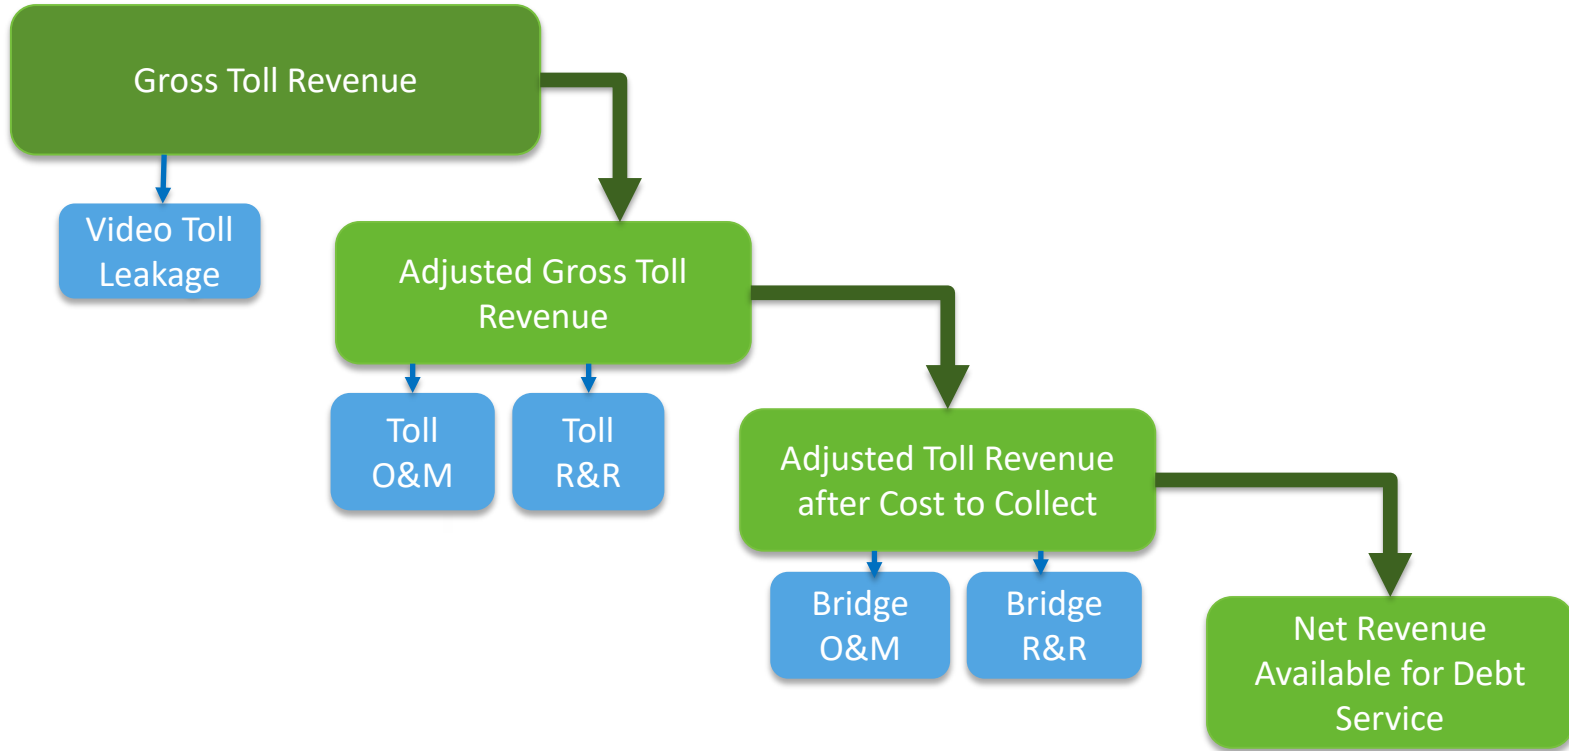 Gross Toll Revenue
Video Toll
Leakage
Adjusted Gross Toll
Revenue
Toll
O&M
Toll
R&R
Adjusted Toll Revenue
after Cost to Collect
Bridge
O&M
Bridge
R&R
Net Revenue
Available for Debt
Service